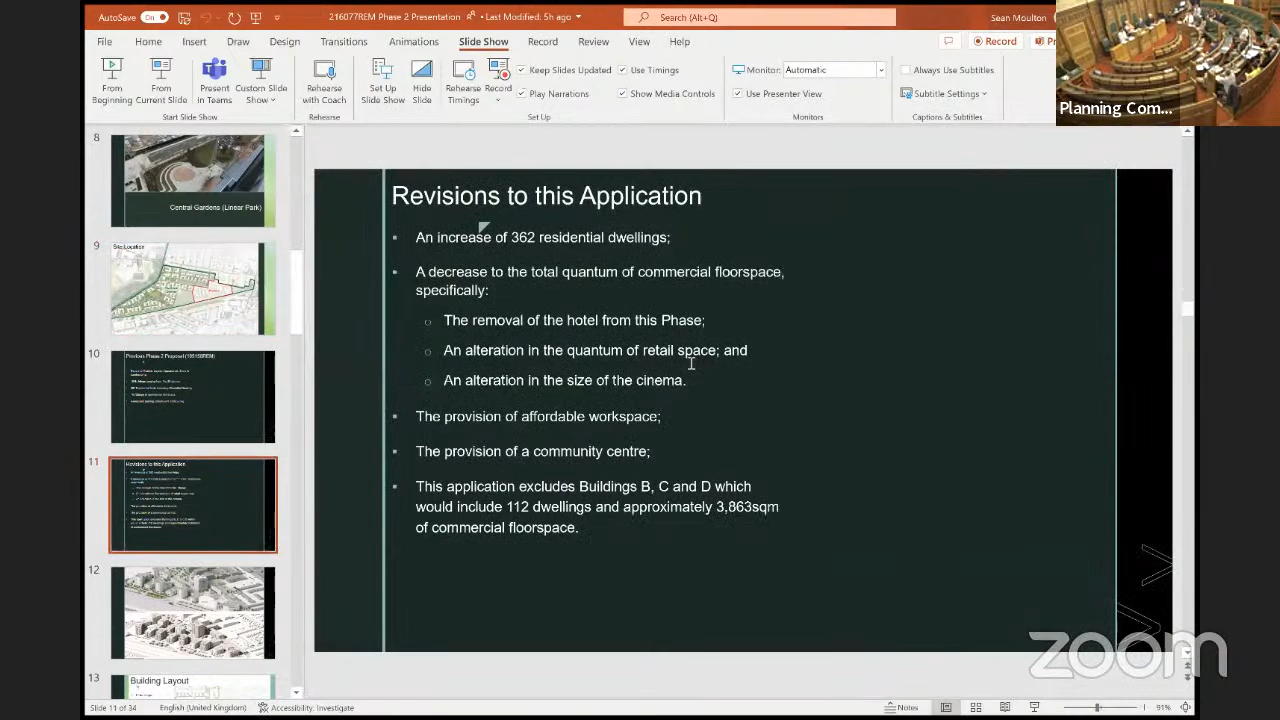 AutoSave On
216077REM Phase 2 Presentation
• Last Modified: 5h ago
Search (Alt+Q)
Sean Moulton
File Home Insert Draw Design Transitions Animations Slide Show Record Review View Help
Record
From Beginning
From Current Slide
Present in Teams
Custom Slide Show
Start Slide Show
Rehearse with Coach
Rehearse
Set Up Slide Show
Hide Slide
Rehearse Timings
Record
Keep Slides Updated
Use Timings
Play Narrations
Show Media Controls
Set Up
Monitor: Automatic
Use Presenter View
Monitors
Always Use Subtitles
Subtitle Settings
Captions & Subtitles
Planning Com...
8
Central Gardens (Linear Park)
9
Site Location
10
Previous Phase 2 Proposal (185158REM)
11
Revisions to this Application
12
13
Building Layout
Revisions to this Application
▪ An increase of 362 residential dwellings;
▪ A decrease to the total quantum of commercial floorspace,
specifically:
o The removal of the hotel from this Phase;
o An alteration in the quantum of retail space; and
o An alteration in the size of the cinema.
▪ The provision of affordable workspace;
▪ The provision of a community centre;
▪ This application excludes Buildings B, C and D which
would include 112 dwellings and approximately 3,863sqm
of commercial floorspace.
zoom
Slide 11 of 34
English (United Kingdom)
Accessibility: Investigate
Notes
91%